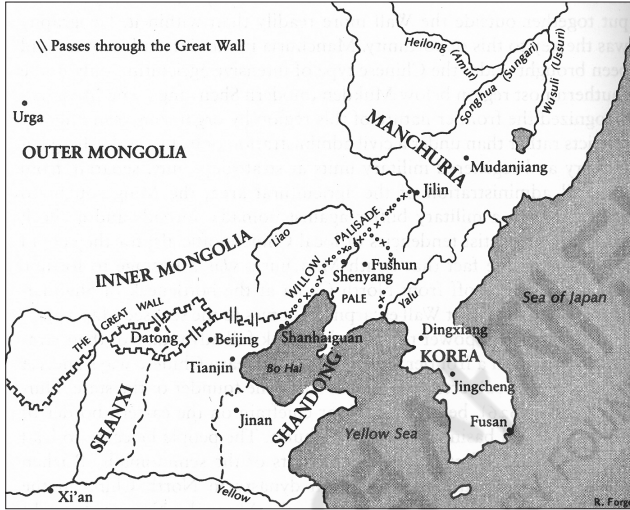 \\ Passes through the Great Wall
Heilong (Amur)
Songhua (Sungari)
Wusuli (Ussuri)
Urga
OUTER MONGOLIA
MANCHURIA
Mudanjiang
Jilin
INNER MONGOLIA
Liao
WILLOW PALISADE
Fushun
Shenyang
PALE
Yalu
Sea of Japan
THE GREAT WALL
Datong
Beijing
Shanhaiguan
Dingxiang
KOREA
Tianjin
Bo Hai
Jingcheng
SHANXI
SHANDONG
Jinan
Yellow Sea
Fusan
Xi'an
Yellow